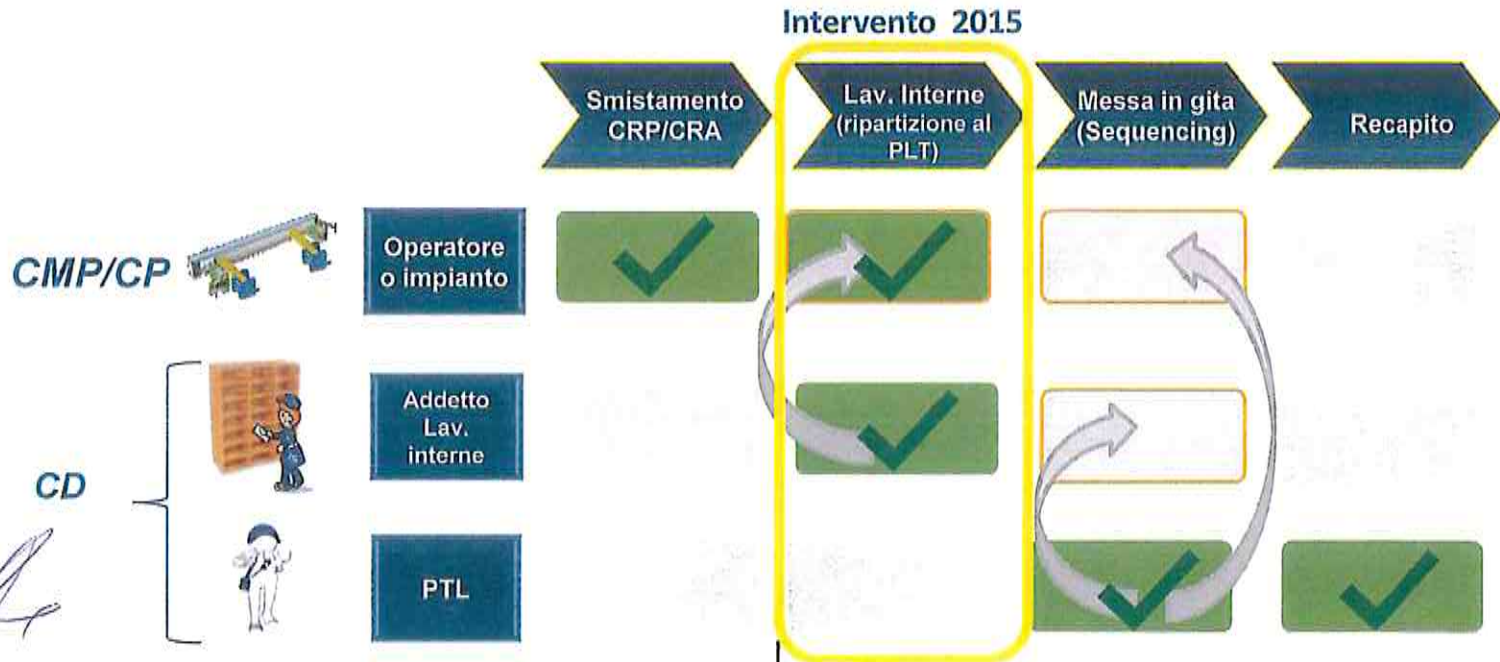 Intervento 2015
Smistamento
CRP/CRA
Lav. Interne
(ripartizione al
PLT)
Messa in gita
(Sequencing)
Recapito
CMP/CP
Operatore
o impianto
CD
Addetto
Lav.
interne
PTL